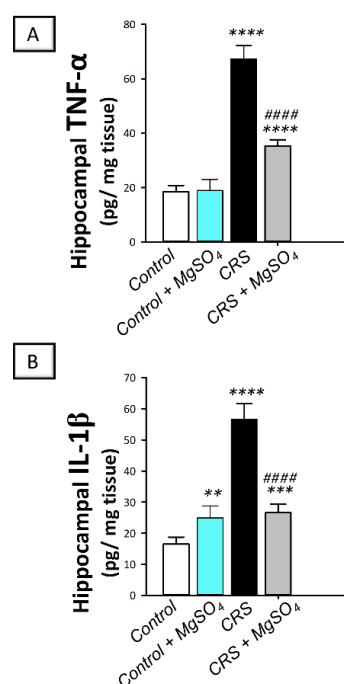 A
Hippocampal TNF-α
(pg/ mg tissue)
80
60
40
20
0
****
####
****
Control
Control + MgSO₄
CRS
CRS + MgSO₄
B
Hippocampal IL-1β
(pg/ mg tissue)
70
60
50
40
30
20
10
0
**
****
####
***
Control
Control + MgSO₄
CRS
CRS + MgSO₄